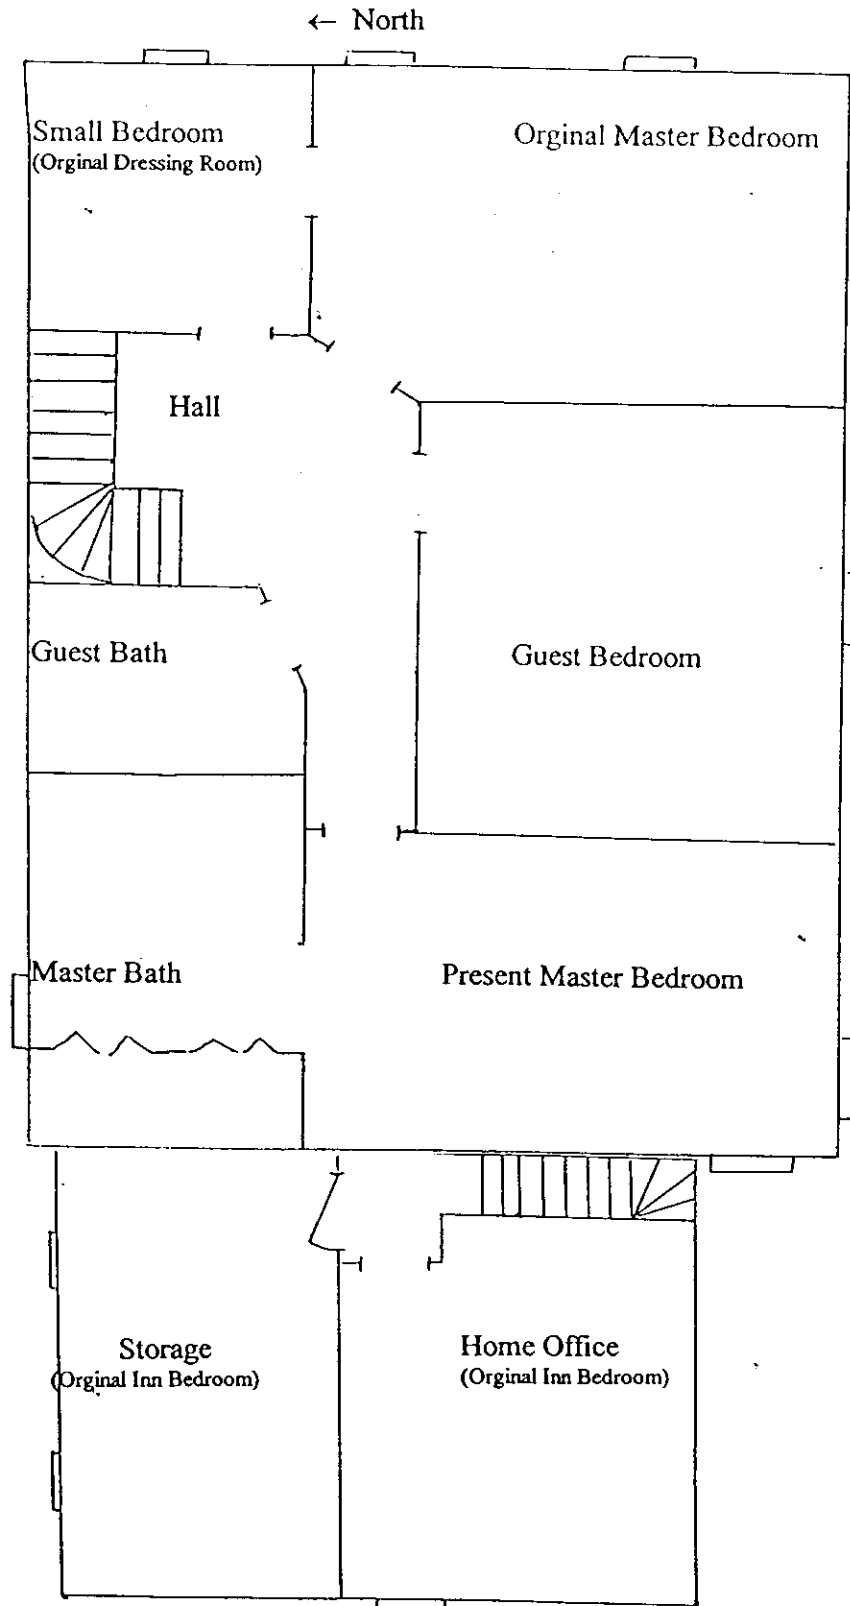 ← North
Small Bedroom
(Orginal Dressing Room)
Orginal Master Bedroom
Hall
Guest Bath
Guest Bedroom
Master Bath
Present Master Bedroom
Storage
(Orginal Inn Bedroom)
Home Office
(Orginal Inn Bedroom)